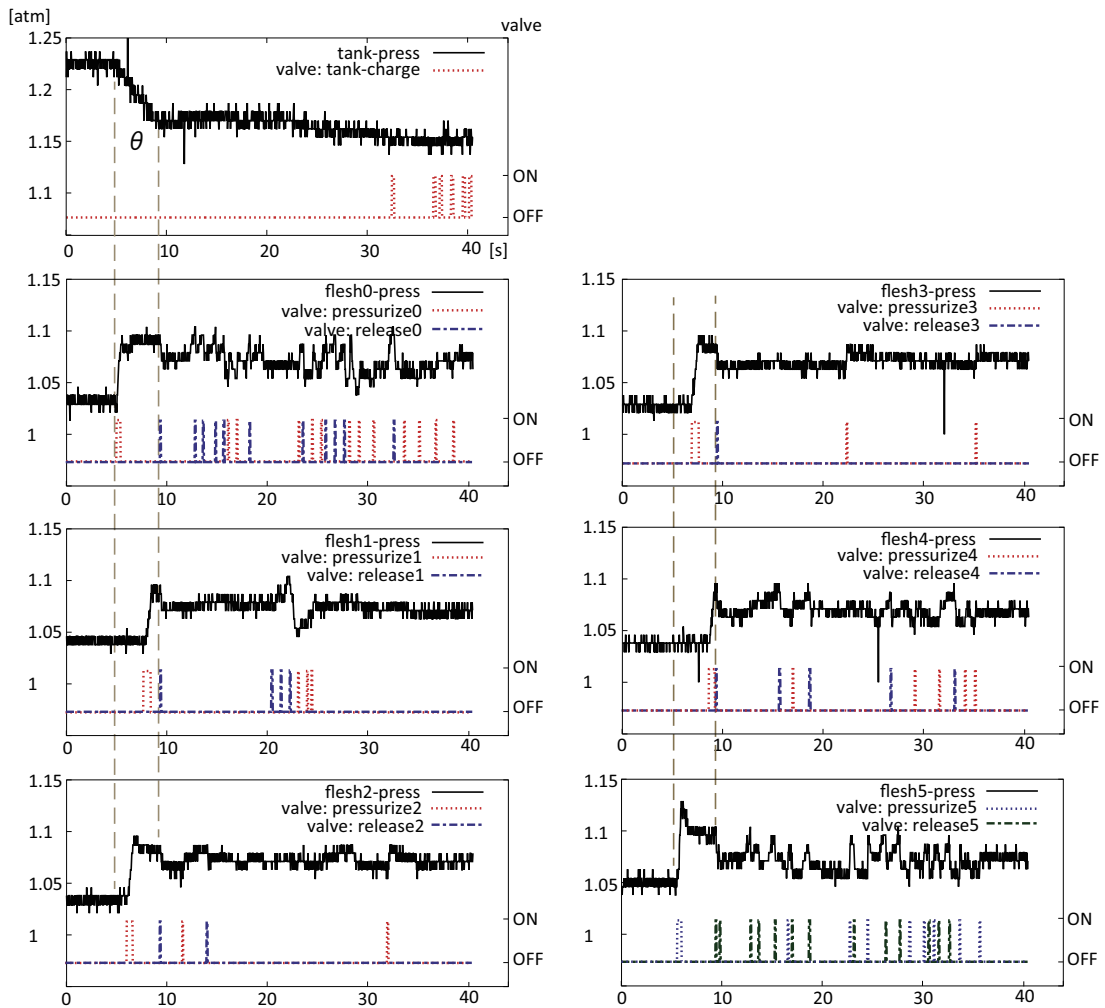 [atm]
valve
1.25
tank-press
valve: tank-charge
1.2
1.15
θ
ON
1.1
OFF
0 10 20 30 [s] 40
1.15
flesh0-press
valve: pressurize0
valve: release0
1.1
1.05
ON
1
OFF
0 10 20 30 40
1.15
flesh3-press
valve: pressurize3
valve: release3
1.1
1.05
ON
1
OFF
0 10 20 30 40
1.15
flesh1-press
valve: pressurize1
valve: release1
1.1
1.05
ON
1
OFF
0 10 20 30 40
1.15
flesh4-press
valve: pressurize4
valve: release4
1.1
1.05
ON
1
OFF
0 10 20 30 40
1.15
flesh2-press
valve: pressurize2
valve: release2
1.1
1.05
ON
1
OFF
0 10 20 30 40
1.15
flesh5-press
valve: pressurize5
valve: release5
1.1
1.05
ON
1
OFF
0 10 20 30 40